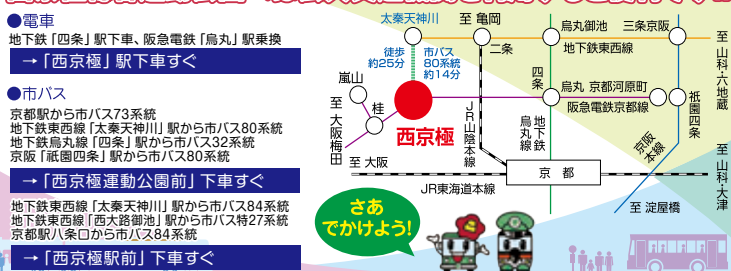 ●電車
地下鉄「四条」駅下車、阪急電鉄「烏丸」駅乗換
→「西京極」駅下車すぐ
●市バス
京都駅から市バス73系統
地下鉄東西線「太秦天神川」駅から市バス80系統
地下鉄烏丸線「四条」駅から市バス32系統
京阪「祇園四条」駅から市バス80系統
→「西京極運動公園前」下車すぐ
地下鉄東西線「太秦天神川」駅から市バス84系統
地下鉄東西線「西大路御池」駅から市バス特27系統
京都駅八条口から市バス84系統
→「西京極駅前」下車すぐ
太秦天神川
至 亀岡
烏丸御池
三条京阪
二条
地下鉄東西線
至 山科・六地蔵
徒歩
約25分
市バス
80系統
約14分
嵐山
桂
至 大阪梅田
西京極
四条
烏丸
京都河原町
阪急電鉄京都線
祇園四条
JR山陰本線
地下鉄
烏丸線
京阪
本線
至 大阪
京都
至 山科・大津
JR東海道本線
至 淀屋橋
さあ
でかけよう!